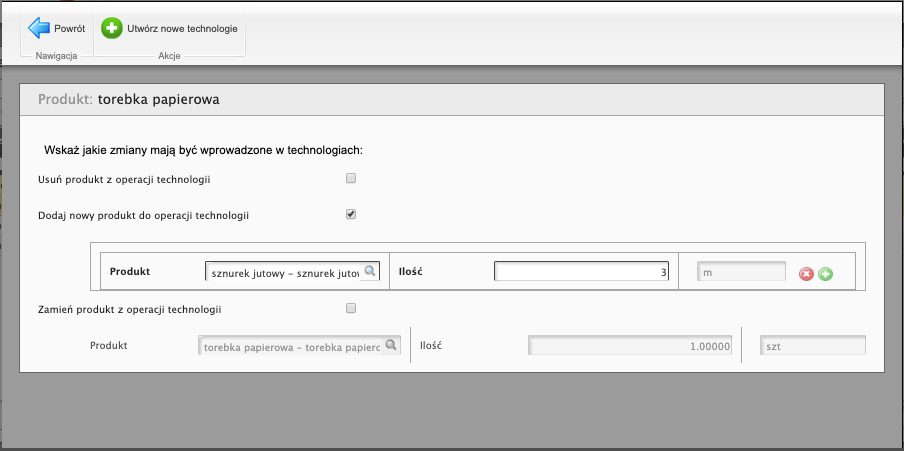 Powrót
Utwórz nowe technologie
Nawigacja
Akcje
Produkt: torebka papierowa
Wskaż jakie zmiany mają być wprowadzone w technologiach:
Usuń produkt z operacji technologii
Dodaj nowy produkt do operacji technologii
Produkt sznurek jutowy - sznurek jutov Ilość 3 m
Zamień produkt z operacji technologii
Produkt torebka papierowa - torebka papierc Ilość 1.00000 szt